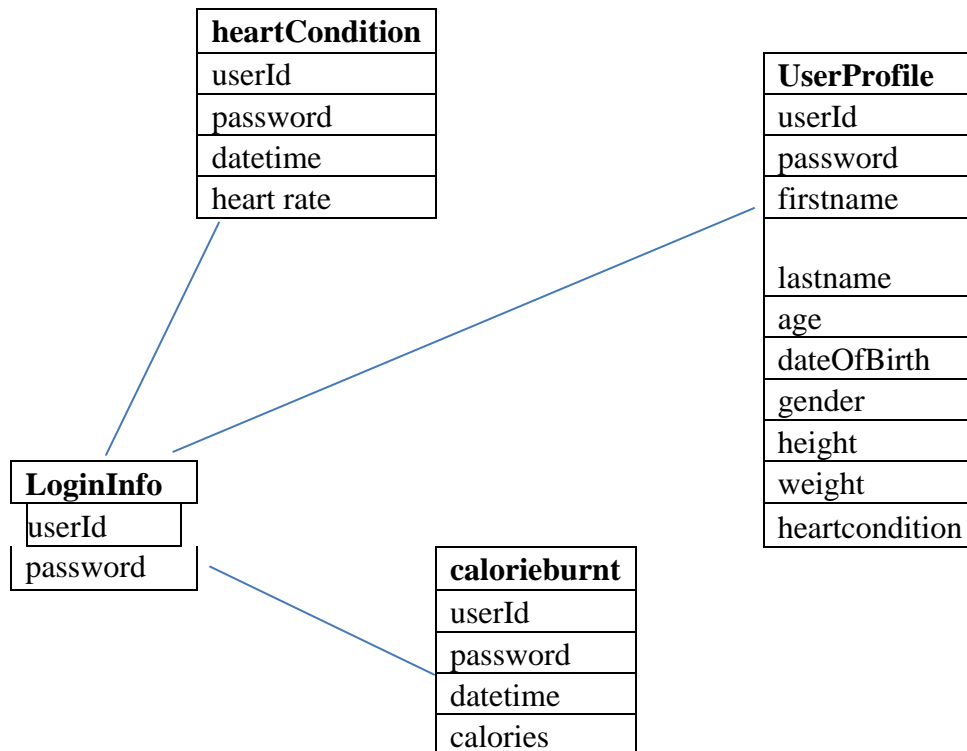 heartCondition
userId
password
datetime
heart rate
UserProfile
userId
password
firstname
lastname
age
dateOfBirth
gender
height
weight
heartcondition
LoginInfo
userId
password
calorieburnt
userId
password
datetime
calories